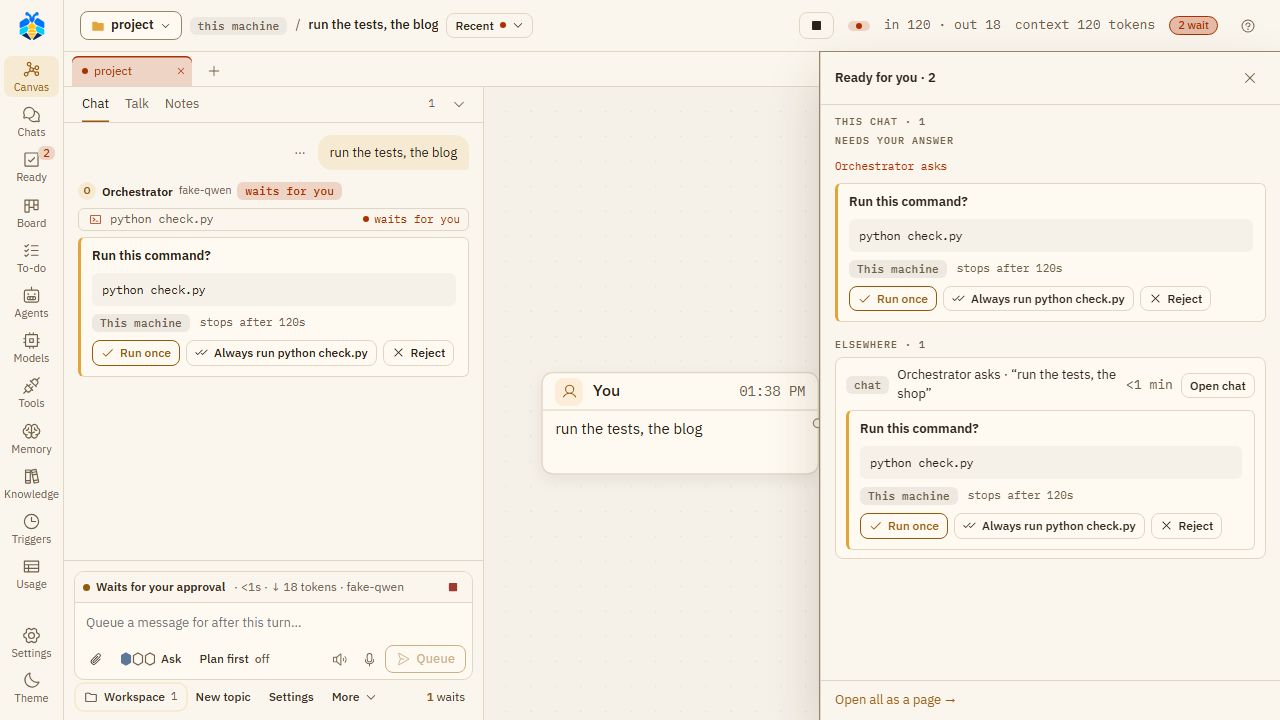 project
this machine
/
run the tests, the blog
Recent
in 120 · out 18
context 120 tokens
2 wait
Canvas
Chats
2
Ready
Board
To-do
Agents
Models
Tools
Memory
Knowledge
Triggers
Usage
Settings
Theme
project
Chat
Talk
Notes
1
run the tests, the blog
O
Orchestrator
fake-qwen
waits for you
python check.py
waits for you
Run this command?
python check.py
This machine
stops after 120s
Run once
Always run python check.py
Reject
Waits for your approval
· <1s · ↓ 18 tokens · fake-qwen
Queue a message for after this turn…
Ask
Plan first off
Queue
Workspace 1
New topic
Settings
More
1 waits
You
01:38 PM
run the tests, the blog
Ready for you · 2
THIS CHAT · 1
NEEDS YOUR ANSWER
Orchestrator asks
Run this command?
python check.py
This machine
stops after 120s
Run once
Always run python check.py
Reject
ELSEWHERE · 1
chat
Orchestrator asks · “run the tests, the
shop”
<1 min
Open chat
Run this command?
python check.py
This machine
stops after 120s
Run once
Always run python check.py
Reject
Open all as a page →